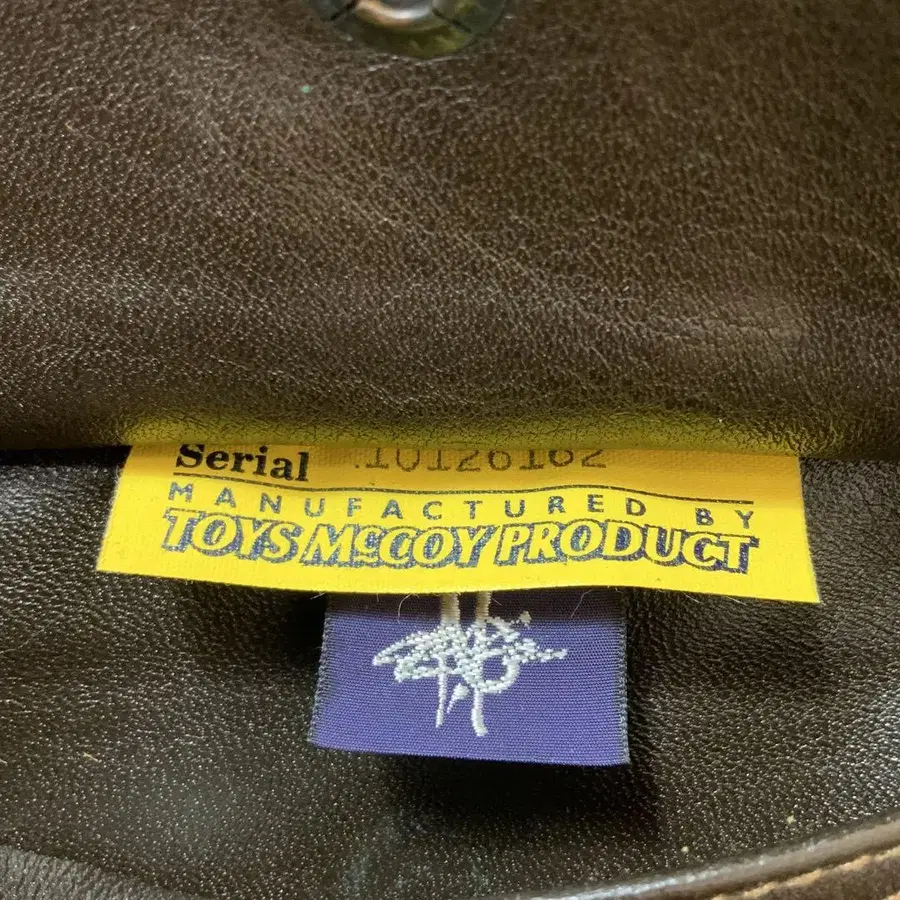 Serial 10126162
MANUFACTURED BY
TOYS McCOY PRODUCT